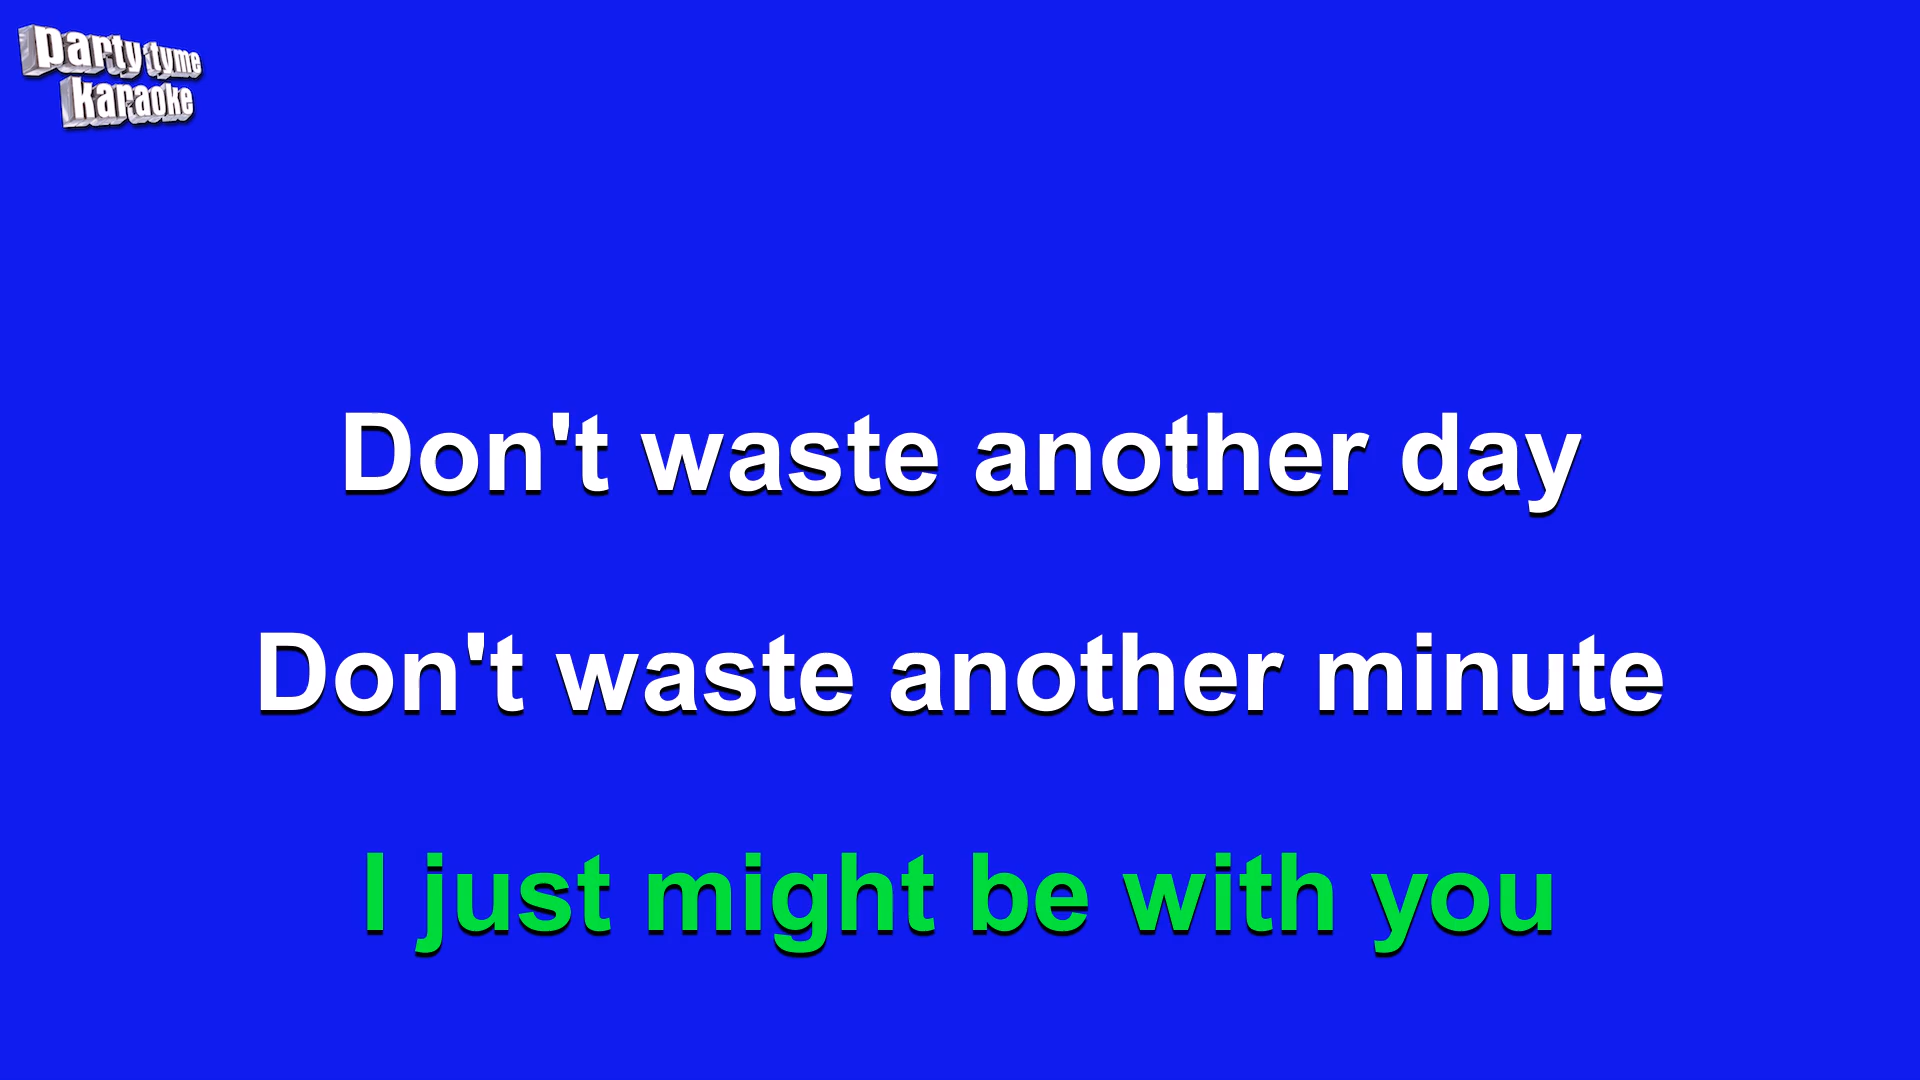 party tyme
karaoke
Don't waste another day
Don't waste another minute
I just might be with you